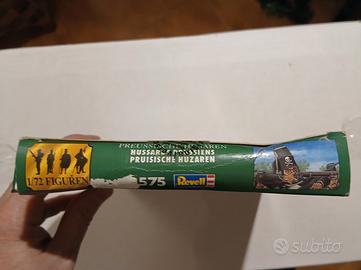 PREUSSISCHE HUSAREN
HUSSARDS PRUSSIENS
PRUISISCHE HUZAREN
1/72 FIGUREN
575
Revell
subito